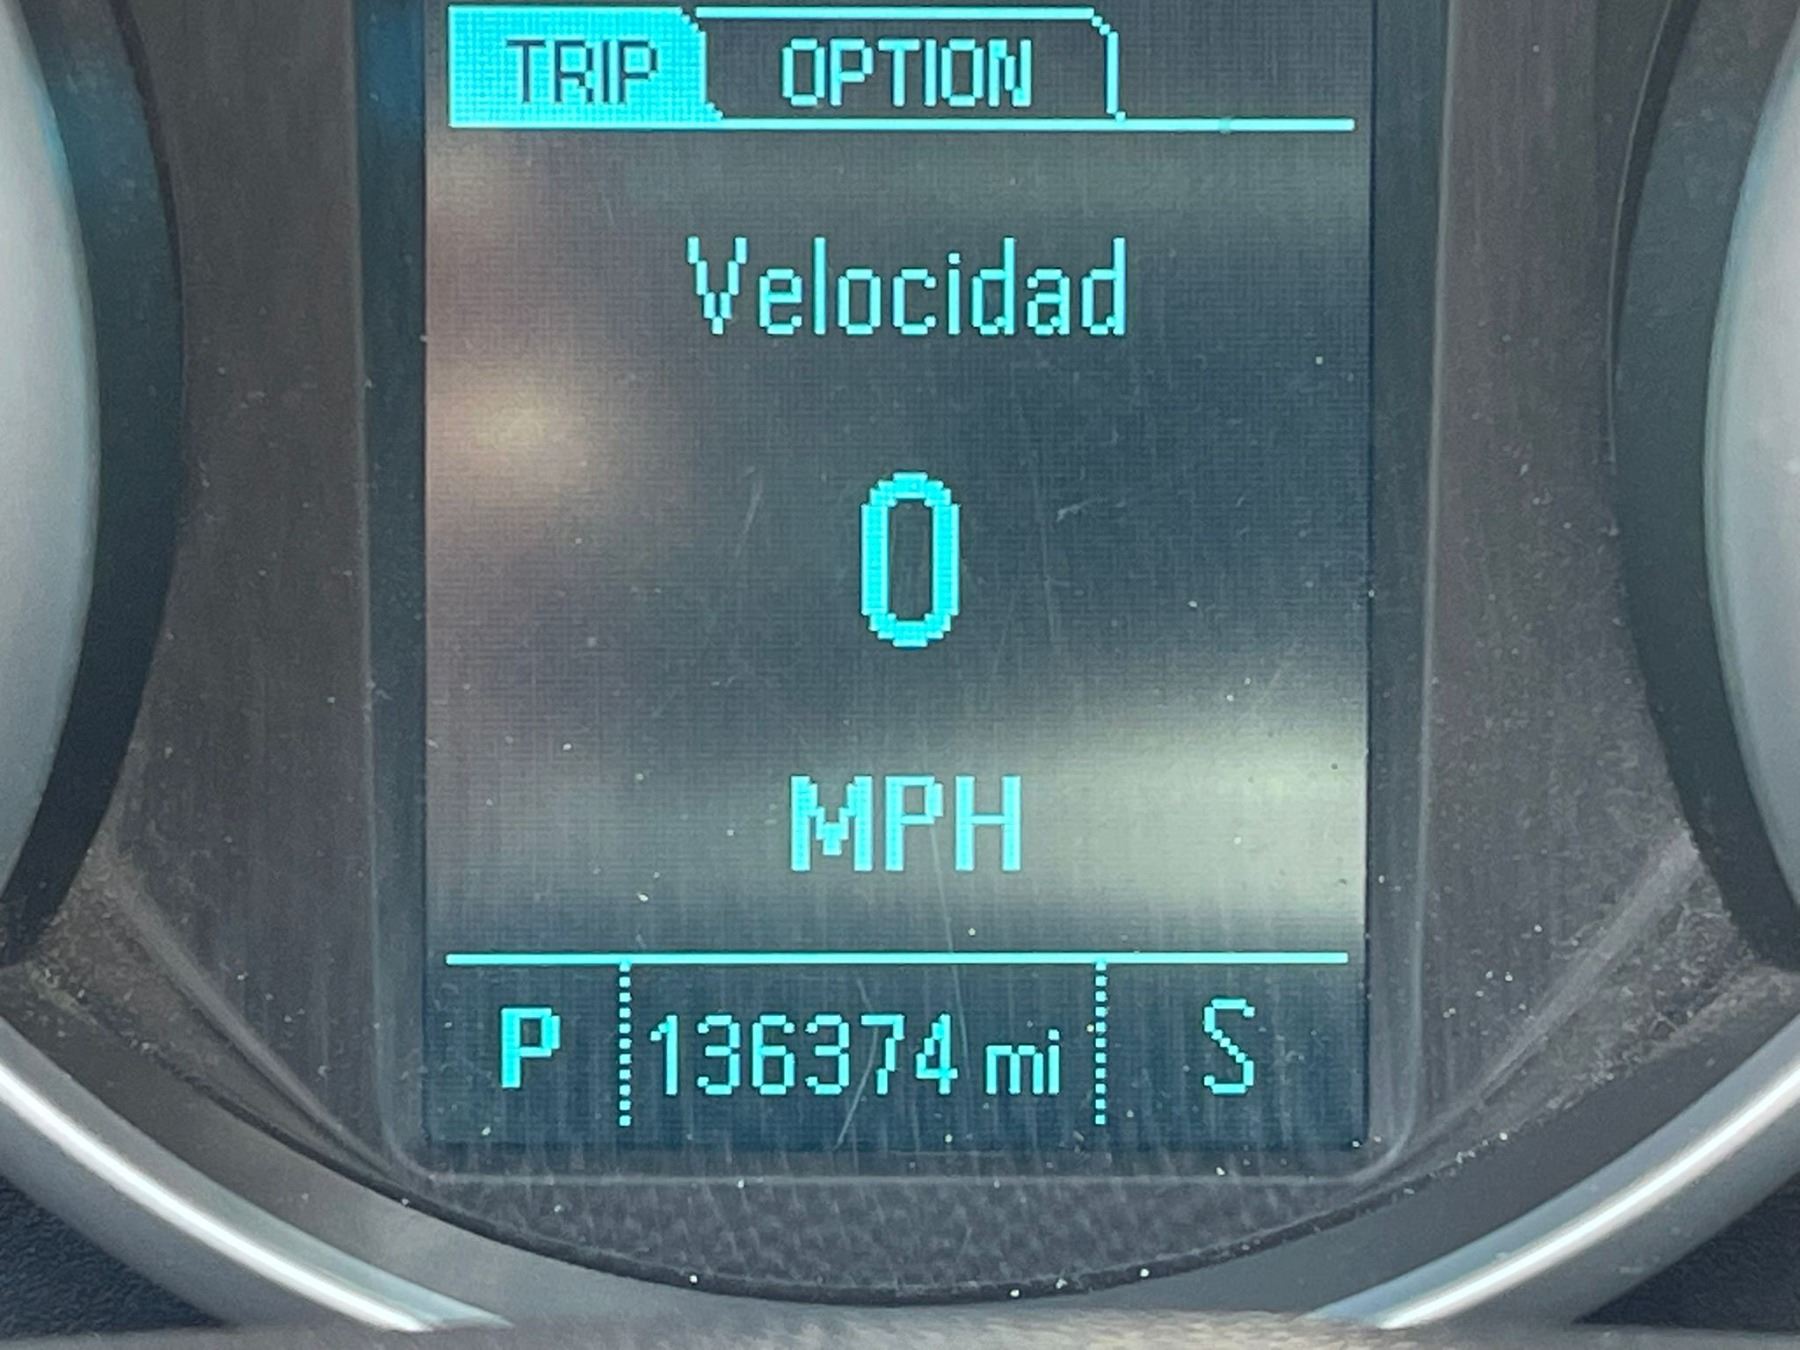 TRIP OPTION
Velocidad
0
MPH
P 136374 mi S